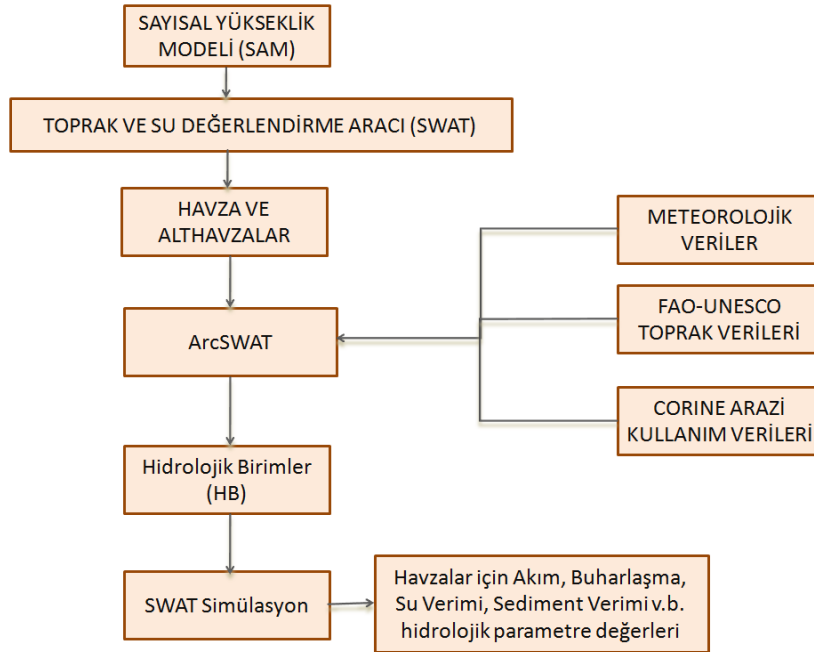 SAYISAL YÜKSEKLİK
MODELİ (SAM)
TOPRAK VE SU DEĞERLENDİRME ARACI (SWAT)
HAVZA VE
ALTHAVZALAR
METEOROLOJİK
VERİLER
FAO-UNESCO
TOPRAK VERİLERİ
ArcSWAT
CORINE ARAZİ
KULLANIM VERİLERİ
Hidrolojik Birimler
(HB)
SWAT Simülasyon
Havzalar için Akım, Buharlaşma,
Su Verimi, Sediment Verimi v.b.
hidrolojik parametre değerleri